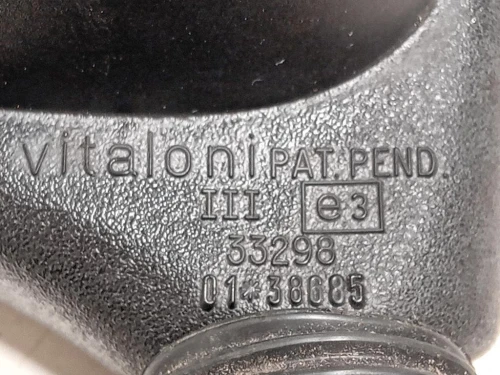 vitaloni PAT. PEND.
III e3
33298
01*38685